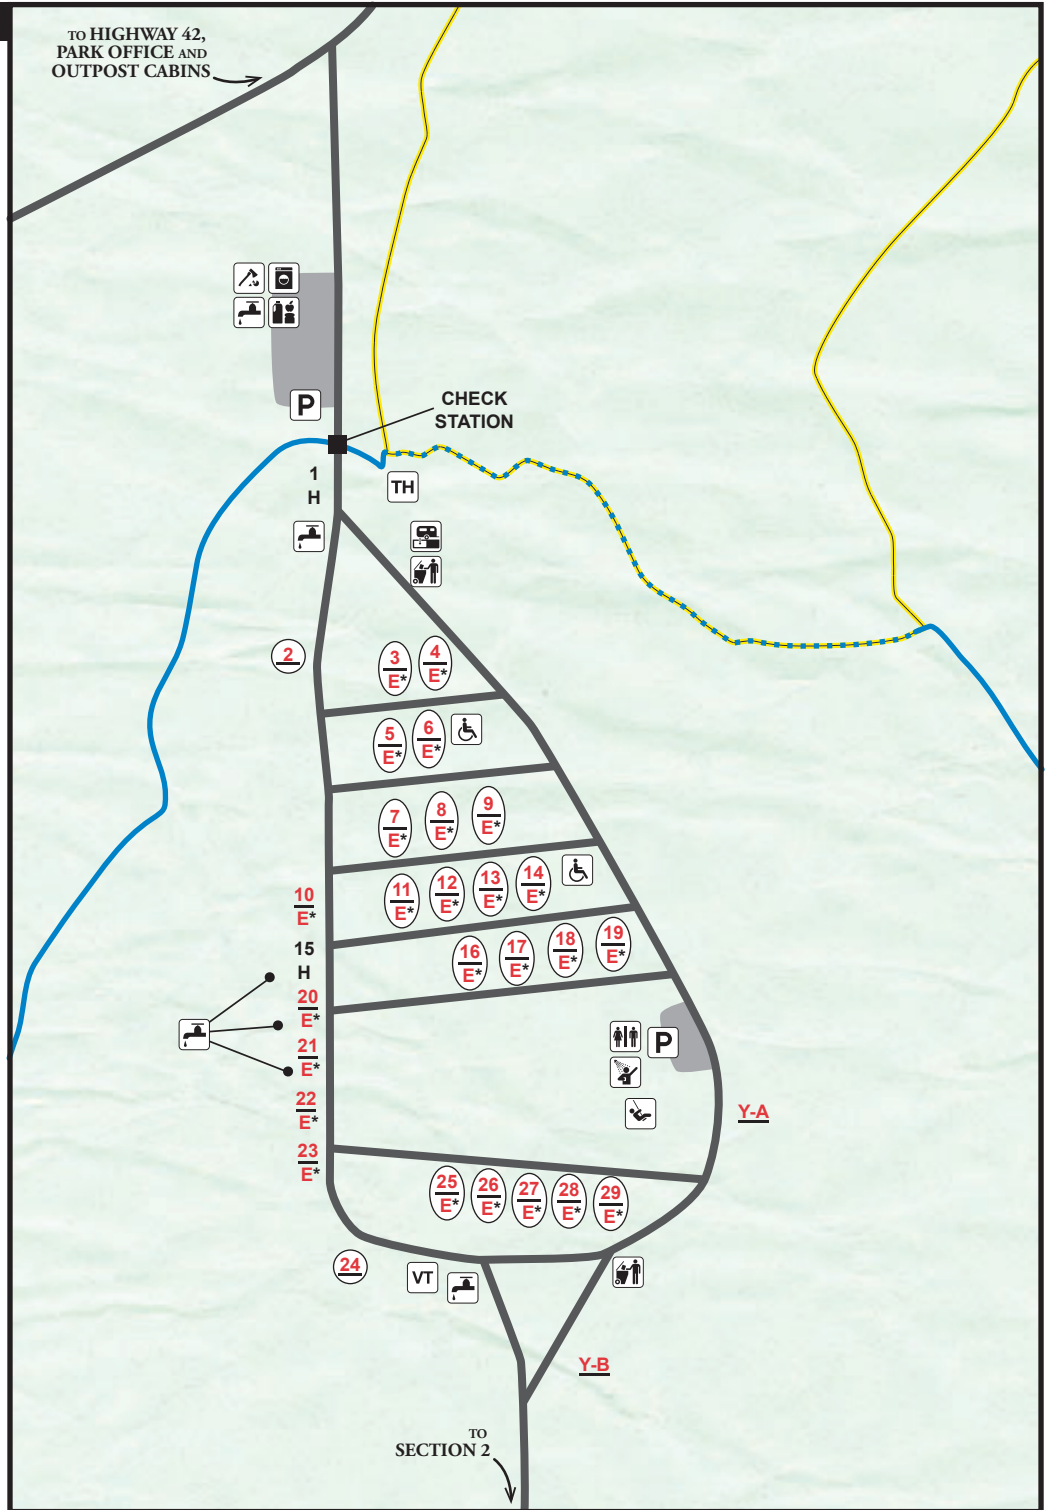 TO HIGHWAY 42,
PARK OFFICE AND
OUTPOST CABINS
P
CHECK
STATION
1
H
TH
2
3
E*
4
E*
5
E*
6
E*
7
E*
8
E*
9
E*
10
E*
11
E*
12
E*
13
E*
14
E*
15
H
16
E*
17
E*
18
E*
19
E*
20
E*
21
E*
P
22
E*
Y-A
23
E*
25
E*
26
E*
27
E*
28
E*
29
E*
24
VT
Y-B
TO
SECTION 2